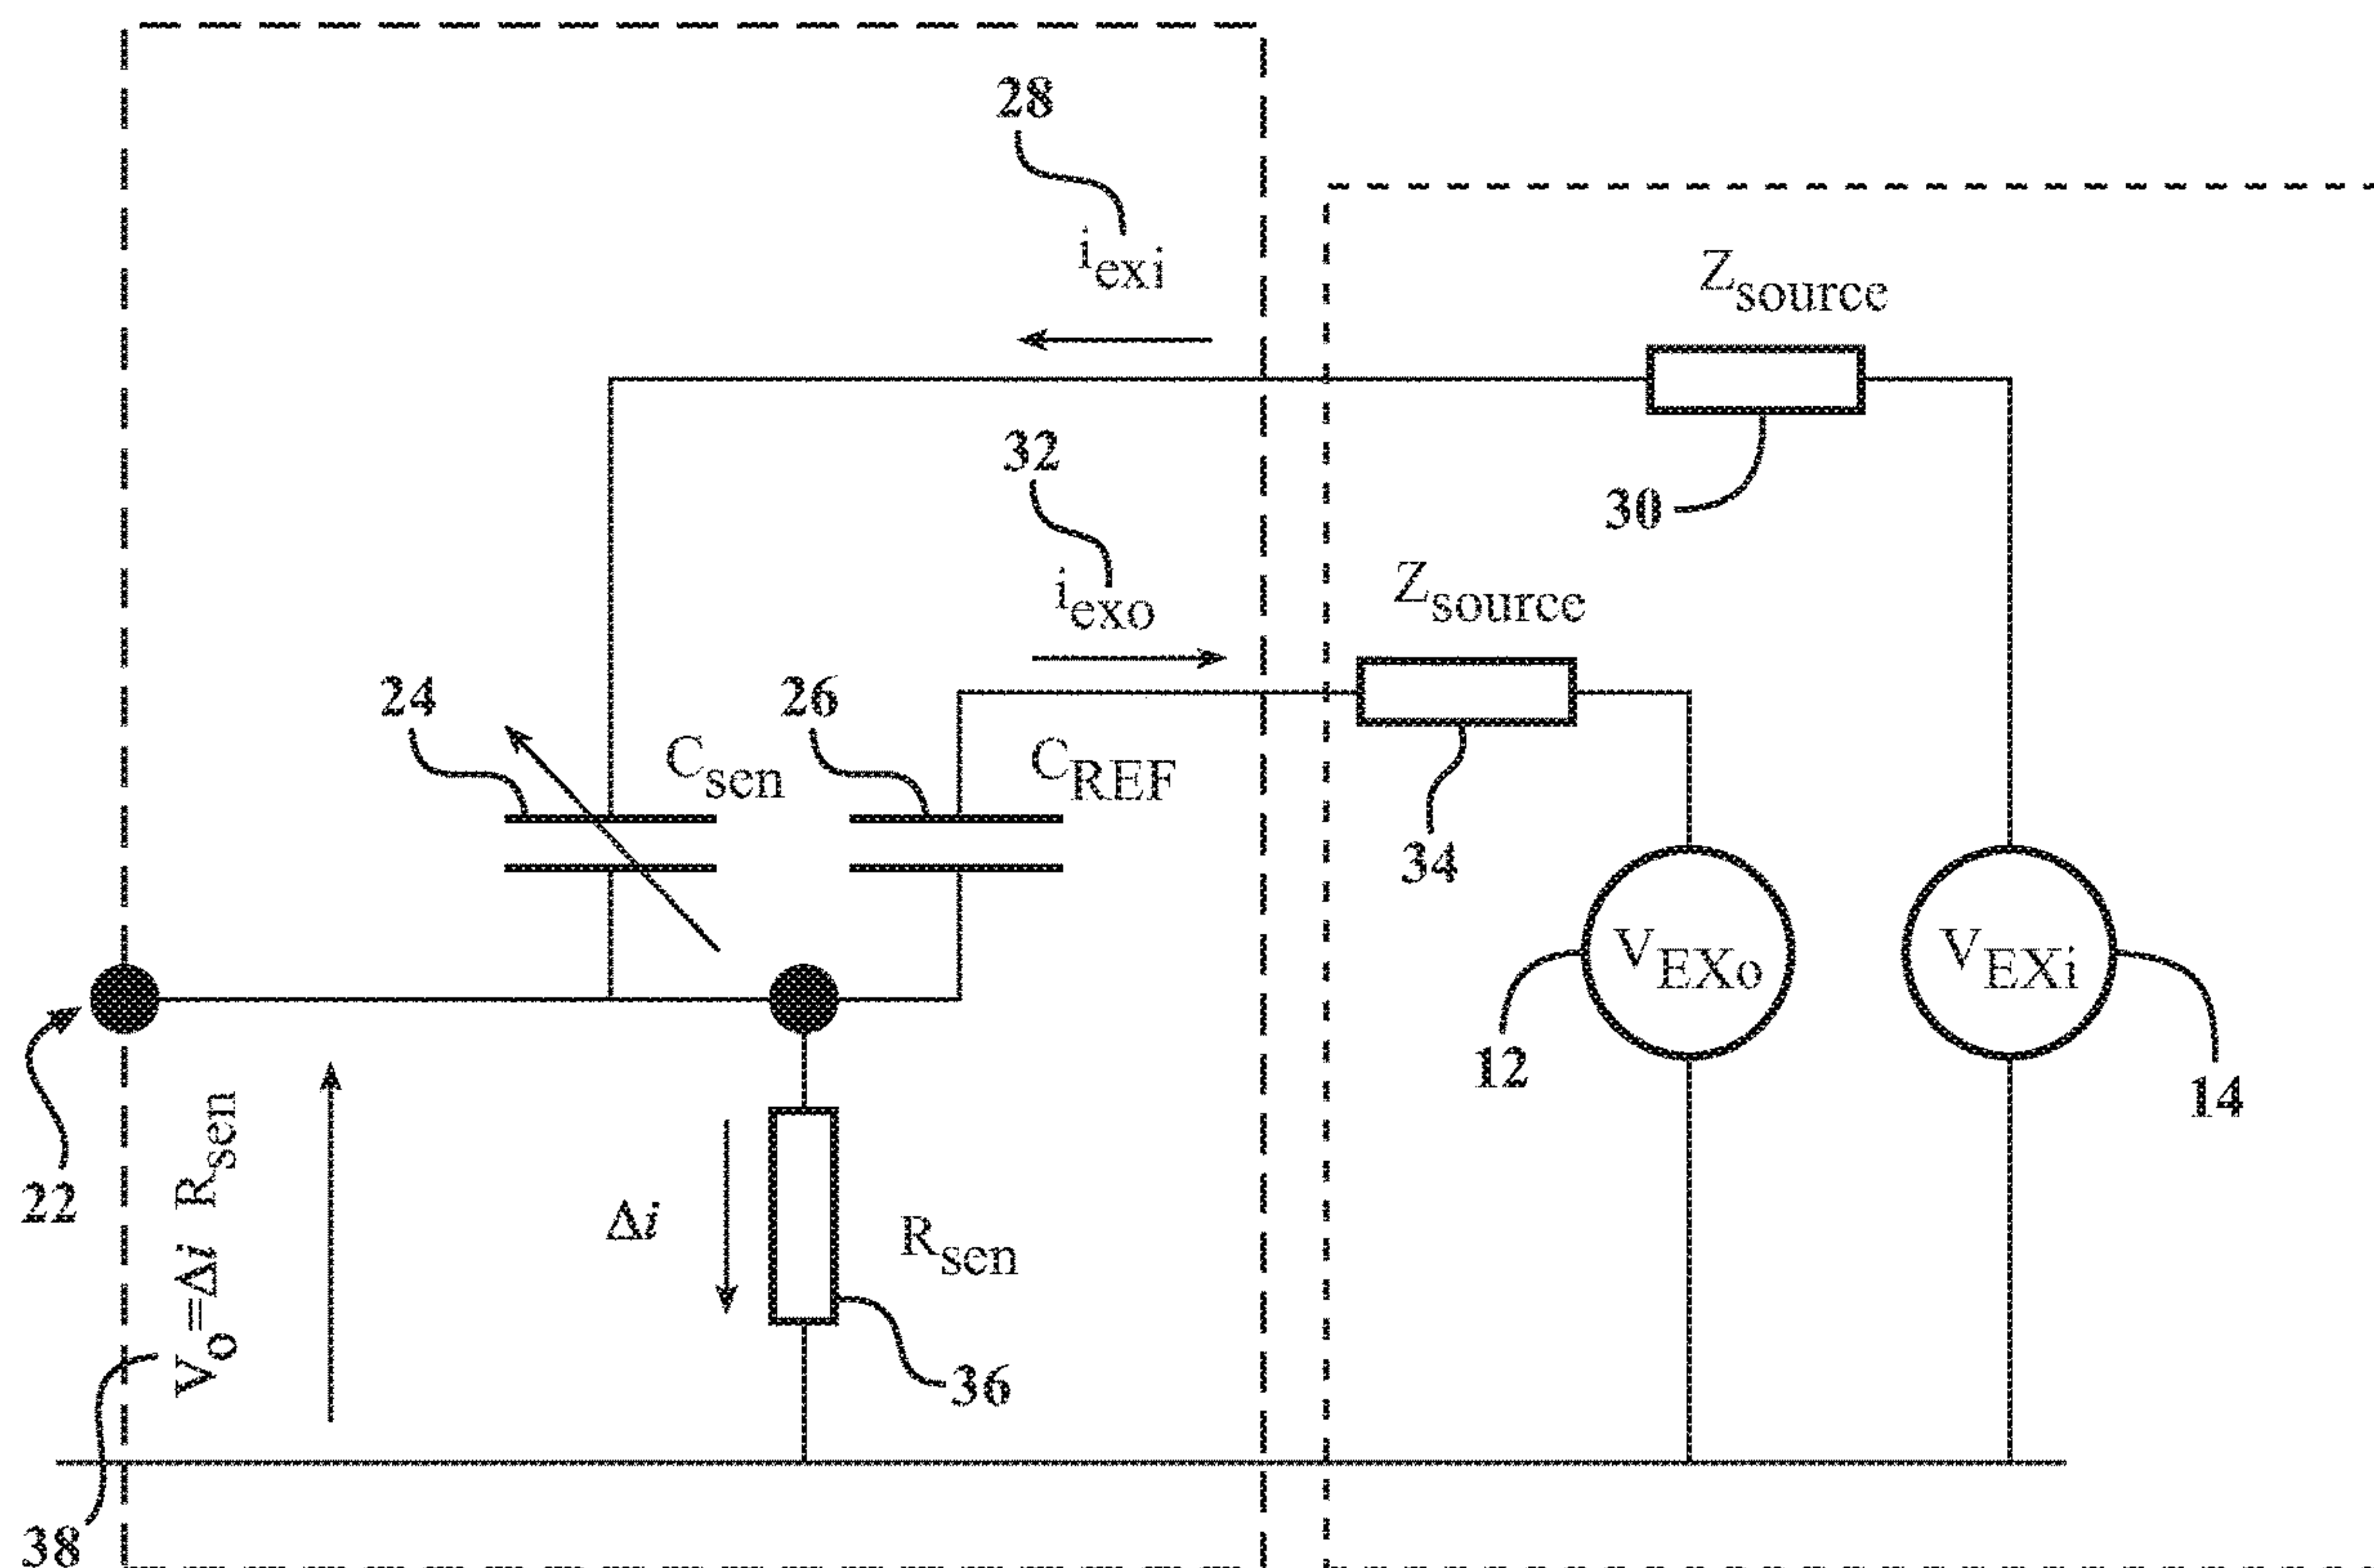 28
i_exi
Z_source
32
30
i_exo
Z_source
24
C_sen
26
C_REF
34
V_EXo
V_EXi
12
14
22
V_o=Δi R_sen
Δi
R_sen
36
38